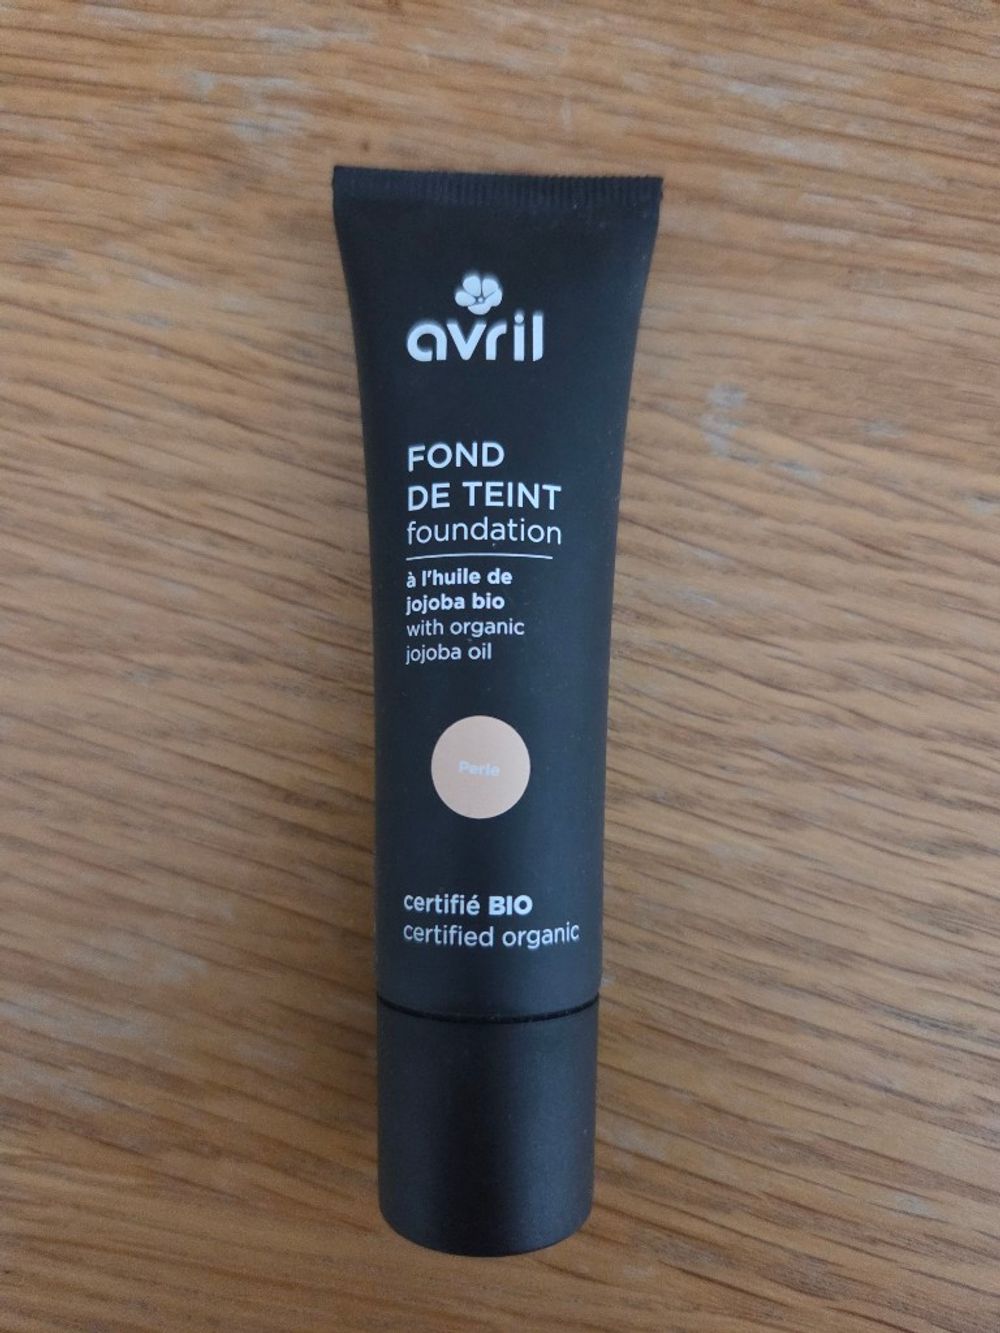 avril
FOND
DE TEINT
foundation
à l'huile de
jojoba bio
with organic
jojoba oil
Perle
certifié BIO
certified organic